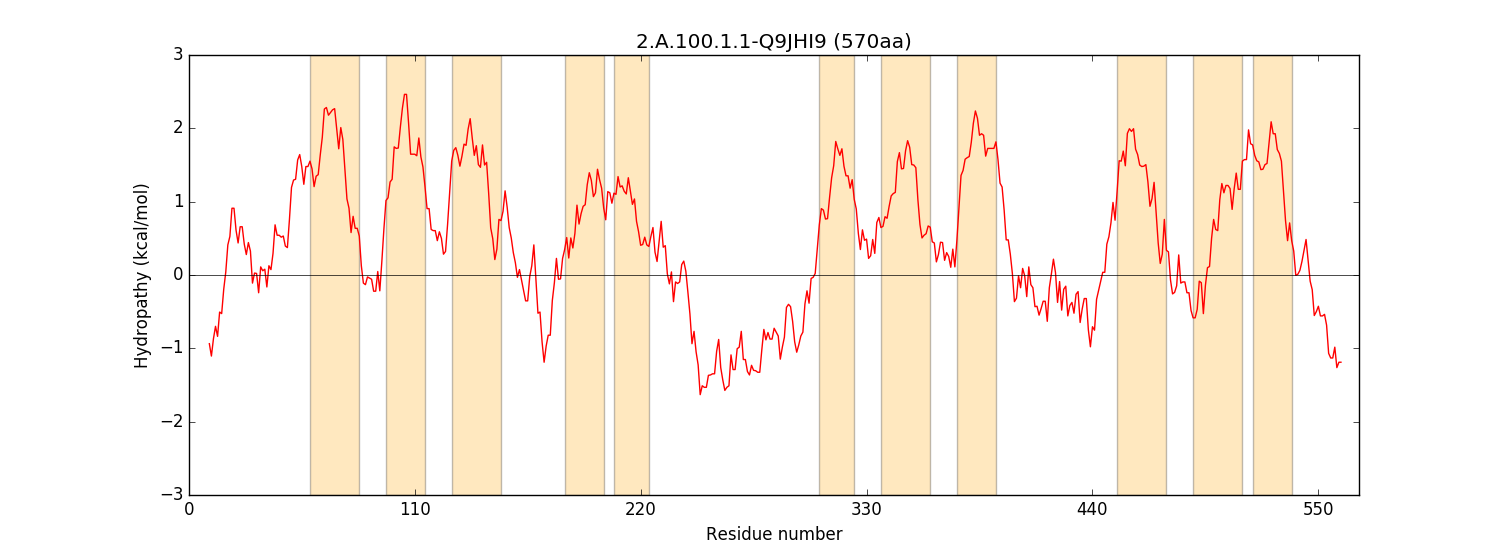 2.A.100.1.1-Q9JHI9 (570aa)
3
2
1
0
−1
−2
−3
Hydropathy (kcal/mol)
0 110 220 330 440 550
Residue number